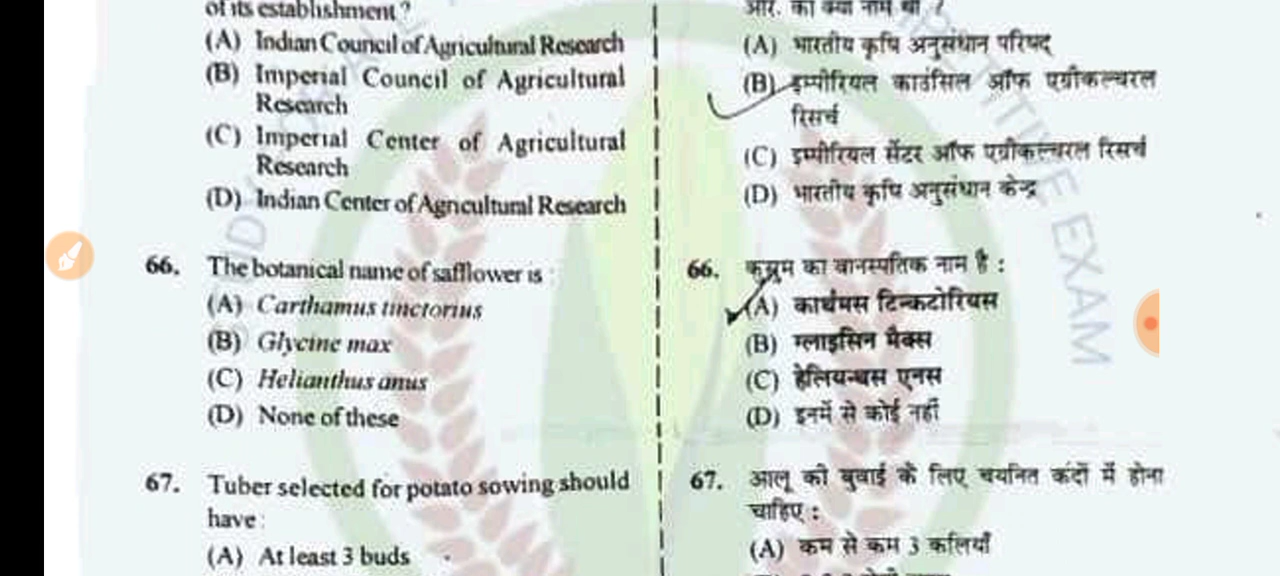 of its establishment ?
(A) Indian Council of Agricultural Research
(B) Imperial Council of Agricultural
Research
(C) Imperial Center of Agricultural
Research
(D) Indian Center of Agricultural Research
66. The botanical name of safflower is :
(A) Carthamus tinctorius
(B) Glycine max
(C) Helianthus anus
(D) None of these
67. Tuber selected for potato sowing should
have :
(A) At least 3 buds
आर. का क्या नाम था ?
(A) भारतीय कृषि अनुसंधान परिषद्
(B) इम्पीरियल काउंसिल ऑफ एग्रीकल्चरल
रिसर्च
(C) इम्पीरियल सेंटर ऑफ एग्रीकल्चरल रिसर्च
(D) भारतीय कृषि अनुसंधान केन्द्र
66. कुसुम का वानस्पतिक नाम है :
(A) कार्थमस टिन्कटोरियस
(B) ग्लाइसिन मैक्स
(C) हेलियन्थस एनस
(D) इनमें से कोई नहीं
67. आलू की बुवाई के लिए चयनित कंदों में होना
चाहिए :
(A) कम से कम 3 कलियाँ
EXAM